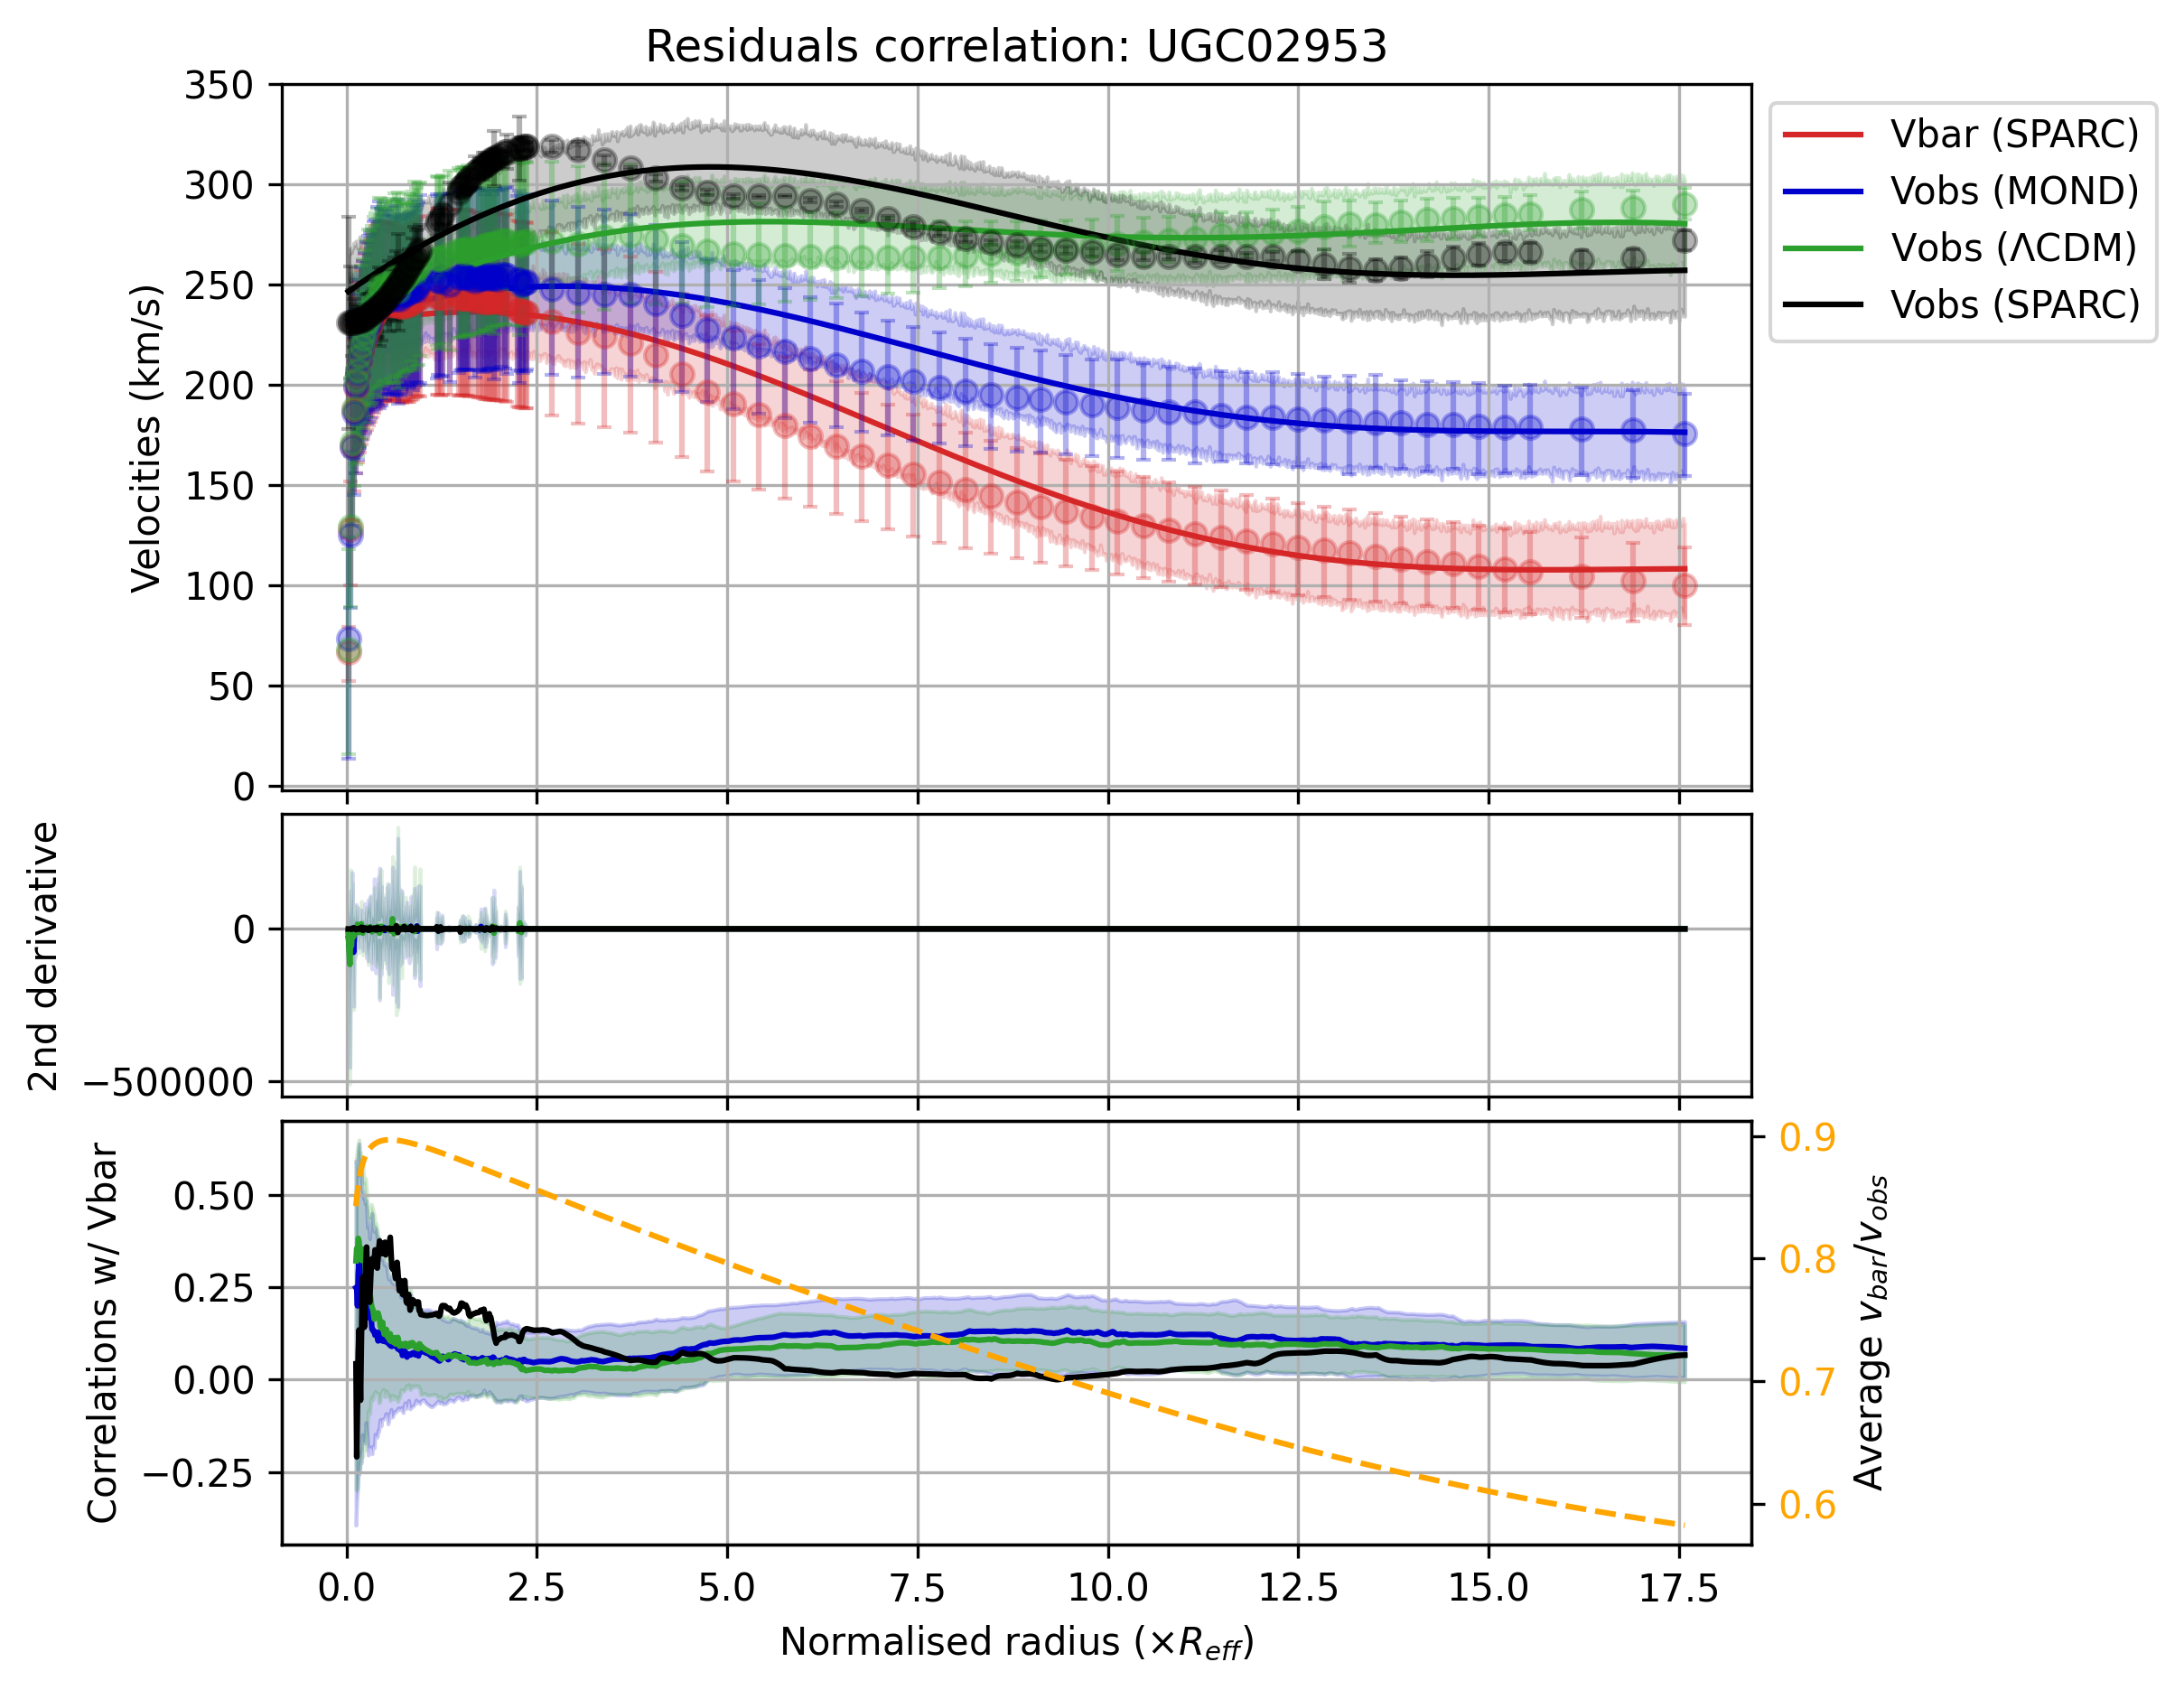 Residuals correlation: UGC02953
350
300
250
200
150
100
50
0
Velocities (km/s)
Vbar (SPARC)
Vobs (MOND)
Vobs (ΛCDM)
Vobs (SPARC)
0
−500000
2nd derivative
0.50
0.25
0.00
−0.25
Correlations w/ Vbar
0.9
0.8
0.7
0.6
Average v_bar/v_obs
0.0 2.5 5.0 7.5 10.0 12.5 15.0 17.5
Normalised radius (×R_eff)